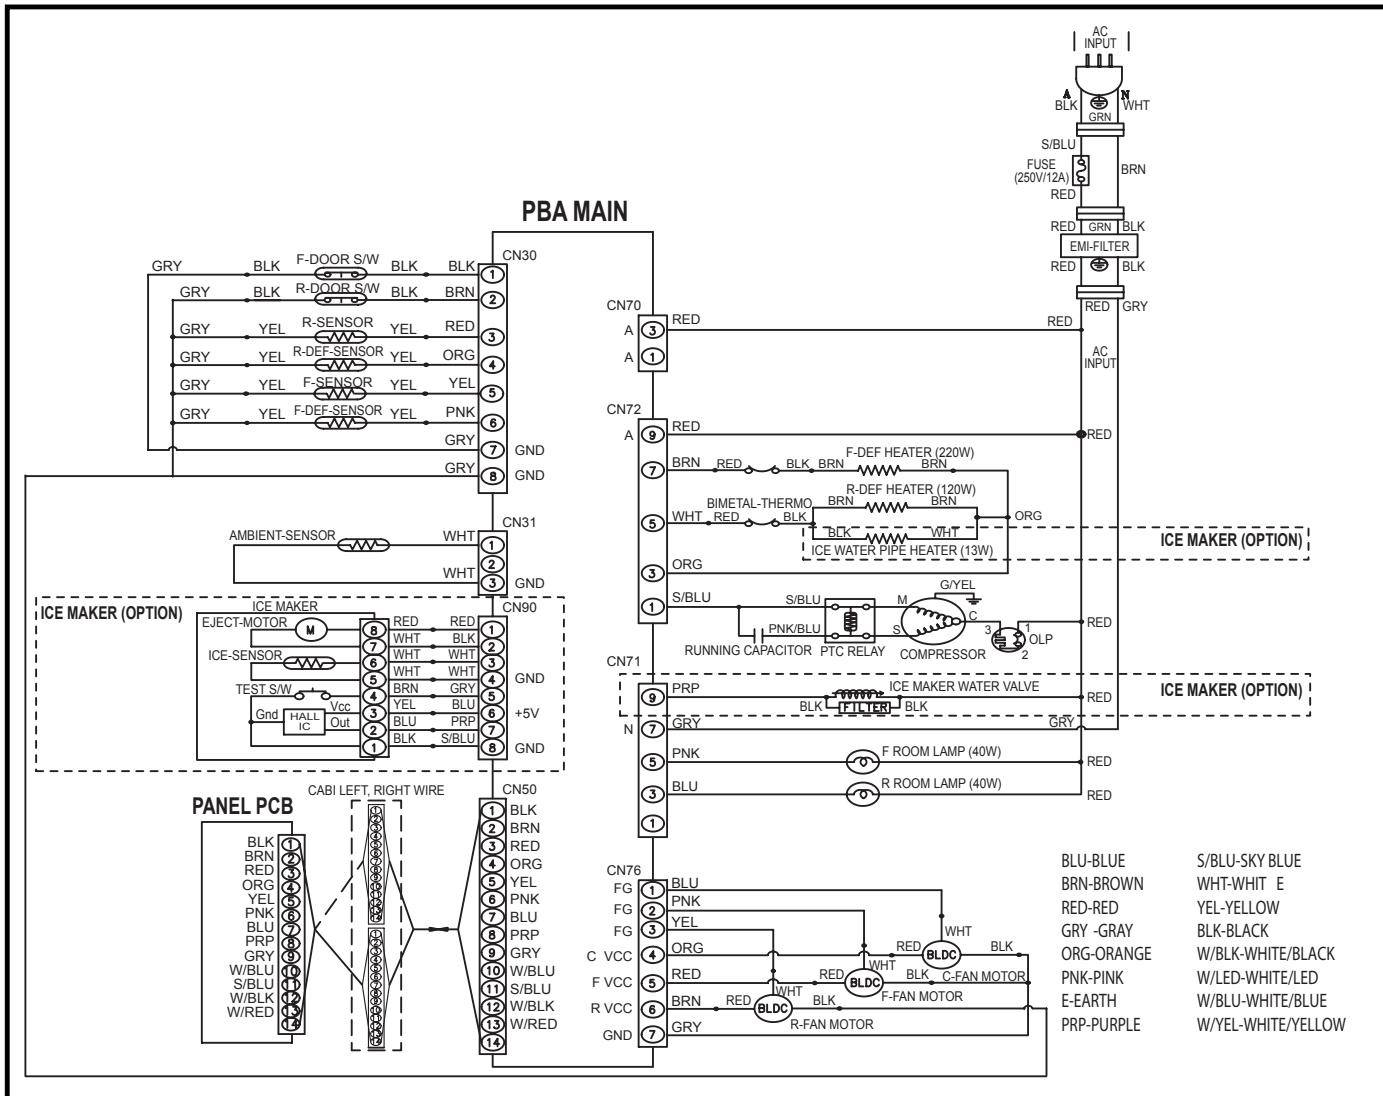 AC
INPUT
A N
BLK WHT
GRN
S/BLU
FUSE
(250V/12A)
BRN
RED
RED GRN BLK
EMI-FILTER
RED BLK
RED GRY
PBA MAIN
CN30
GRY BLK F-DOOR S/W BLK BLK 1
GRY BLK R-DOOR S/W BLK BRN 2
GRY YEL R-SENSOR YEL RED 3
GRY YEL R-DEF-SENSOR YEL ORG 4
GRY YEL F-SENSOR YEL YEL 5
GRY YEL F-DEF-SENSOR YEL PNK 6
GRY 7 GND
GRY 8 GND
CN31
AMBIENT-SENSOR WHT 1
2
WHT 3 GND
ICE MAKER (OPTION)
CN90
ICE MAKER
EJECT-MOTOR M 8 RED RED 1
7 WHT BLK 2
ICE-SENSOR 6 WHT WHT 3
5 WHT WHT 4 GND
TEST S/W 4 BRN GRY 5
Gnd HALL IC Vcc 3 YEL BLU 6 +5V
Out 2 BLU PRP 7
1 BLK S/BLU 8 GND
CN70
A 3 RED RED
A 1
AC
INPUT
CN72
A 9 RED RED
7 BRN RED BLK BRN F-DEF HEATER (220W) BRN
BIMETAL-THERMO
R-DEF HEATER (120W)
BRN BRN
5 WHT RED BLK ORG
BLK WHT
ICE WATER PIPE HEATER (13W)
ICE MAKER (OPTION)
3 ORG
G/YEL
1 S/BLU S/BLU M C 3 1 RED
OLP
2
PNK/BLU S
RUNNING CAPACITOR PTC RELAY COMPRESSOR
CN71
9 PRP ICE MAKER WATER VALVE RED
ICE MAKER (OPTION)
BLK FILTER BLK
N 7 GRY GRY
5 PNK F ROOM LAMP (40W) RED
3 BLU R ROOM LAMP (40W) RED
1
PANEL PCB
CABI LEFT, RIGHT WIRE
BLK 1
BRN 2
RED 3
ORG 4
YEL 5
PNK 6
BLU 7
PRP 8
GRY 9
W/BLU 10
S/BLU 11
W/BLK 12
W/RED 13
14
CN50
1 BLK
2 BRN
3 RED
4 ORG
5 YEL
6 PNK
7 BLU
8 PRP
9 GRY
10 W/BLU
11 S/BLU
12 W/BLK
13 W/RED
14
CN76
FG 1 BLU
FG 2 PNK
FG 3 YEL
WHT
C VCC 4 ORG RED BLDC BLK
C-FAN MOTOR
WHT
F VCC 5 RED RED BLDC BLK
F-FAN MOTOR
WHT
R VCC 6 BRN RED BLDC BLK
R-FAN MOTOR
GND 7 GRY
BLU-BLUE S/BLU-SKY BLUE
BRN-BROWN WHT-WHIT E
RED-RED YEL-YELLOW
GRY -GRAY BLK-BLACK
ORG-ORANGE W/BLK-WHITE/BLACK
PNK-PINK W/LED-WHITE/LED
E-EARTH W/BLU-WHITE/BLUE
PRP-PURPLE W/YEL-WHITE/YELLOW